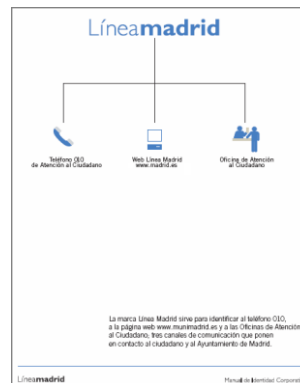 Líneamadrid
Teléfono 010
de Atención al Ciudadano
Web Línea Madrid
www.madrid.es
Oficina de Atención
al Ciudadano
La marca Línea Madrid sirve para identificar al teléfono 010,
a la página web www.munimadrid.es y a las Oficinas de Atención
al Ciudadano, tres canales de comunicación que ponen
en contacto al ciudadano y al Ayuntamiento de Madrid.
Líneamadrid
Manual de Identidad Corporat